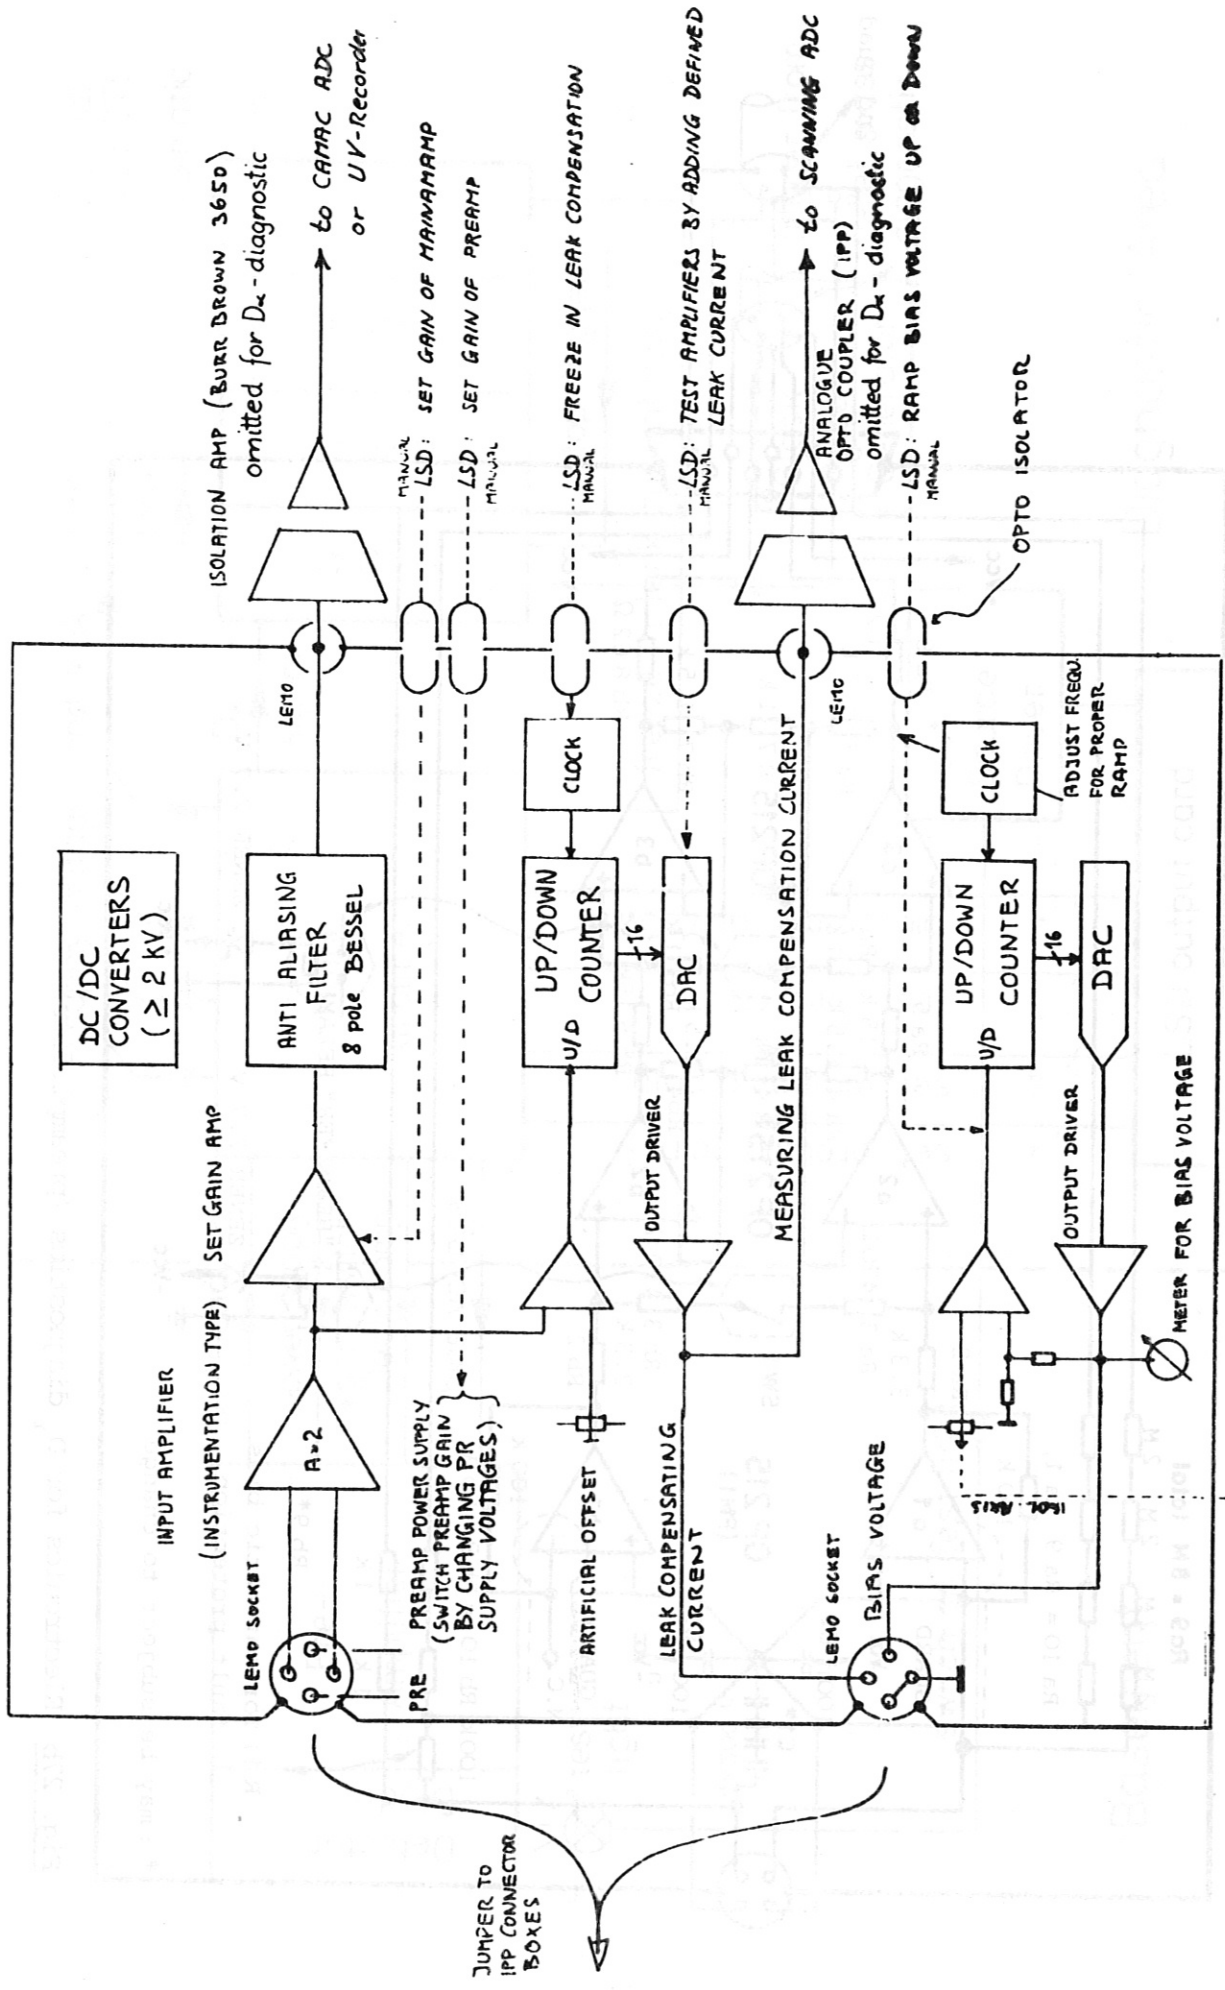 ISOLATION AMP (BURR BROWN 3650)
omitted for Dα - diagnostic
to CAMAC ADC
or UV-Recorder
DC/DC
CONVERTERS
(≥ 2 kV)
LEMO
INPUT AMPLIFIER
(INSTRUMENTATION TYPE)
SET GAIN AMP
ANTI ALIASING
FILTER
8 pole BESSEL
LEMO SOCKET
A=2
MANUAL
LSD: SET GAIN OF MAINAMP
LSD: SET GAIN OF PREAMP
MANUAL
PRE
PREAMP POWER SUPPLY
(SWITCH PREAMP GAIN
BY CHANGING PR
SUPPLY VOLTAGES)
JUMPER TO
IPP CONNECTOR
BOXES
UP/DOWN
COUNTER
U/D
CLOCK
LSD: FREEZE IN LEAK COMPENSATION
MANUAL
ARTIFICIAL OFFSET
16
DAC
OUTPUT DRIVER
LSD: TEST AMPLIFIERS BY ADDING DEFINED
MANUAL
LEAK CURRENT
LEAK COMPENSATING
CURRENT
MEASURING LEAK COMPENSATION CURRENT
LEMO
ANALOGUE
OPTO COUPLER (IPP)
omitted for Dα - diagnostic
to SCANNING ADC
LEMO SOCKET
BIAS VOLTAGE
LSD: RAMP BIAS VOLTAGE UP OR DOWN
MANUAL
ISOL. AXIS
UP/DOWN
COUNTER
U/D
CLOCK
ADJUST FREQU.
FOR PROPER
RAMP
OPTO ISOLATOR
16
DAC
OUTPUT DRIVER
METER FOR BIAS VOLTAGE